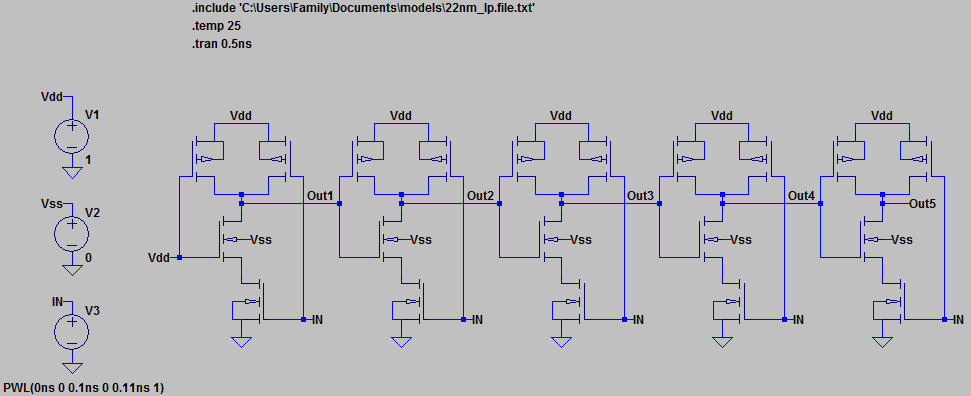 .include 'C:\Users\Family\Documents\models\22nm_lp.file.txt'
.temp 25
.tran 0.5ns
Vdd
V1
1
Vss
V2
0
IN
V3
PWL(0ns 0 0.1ns 0 0.11ns 1)
Vdd Vdd Vdd Vdd Vdd
Out1 Out2 Out3 Out4 Out5
Vss Vss Vss Vss Vss
Vdd
IN IN IN IN IN